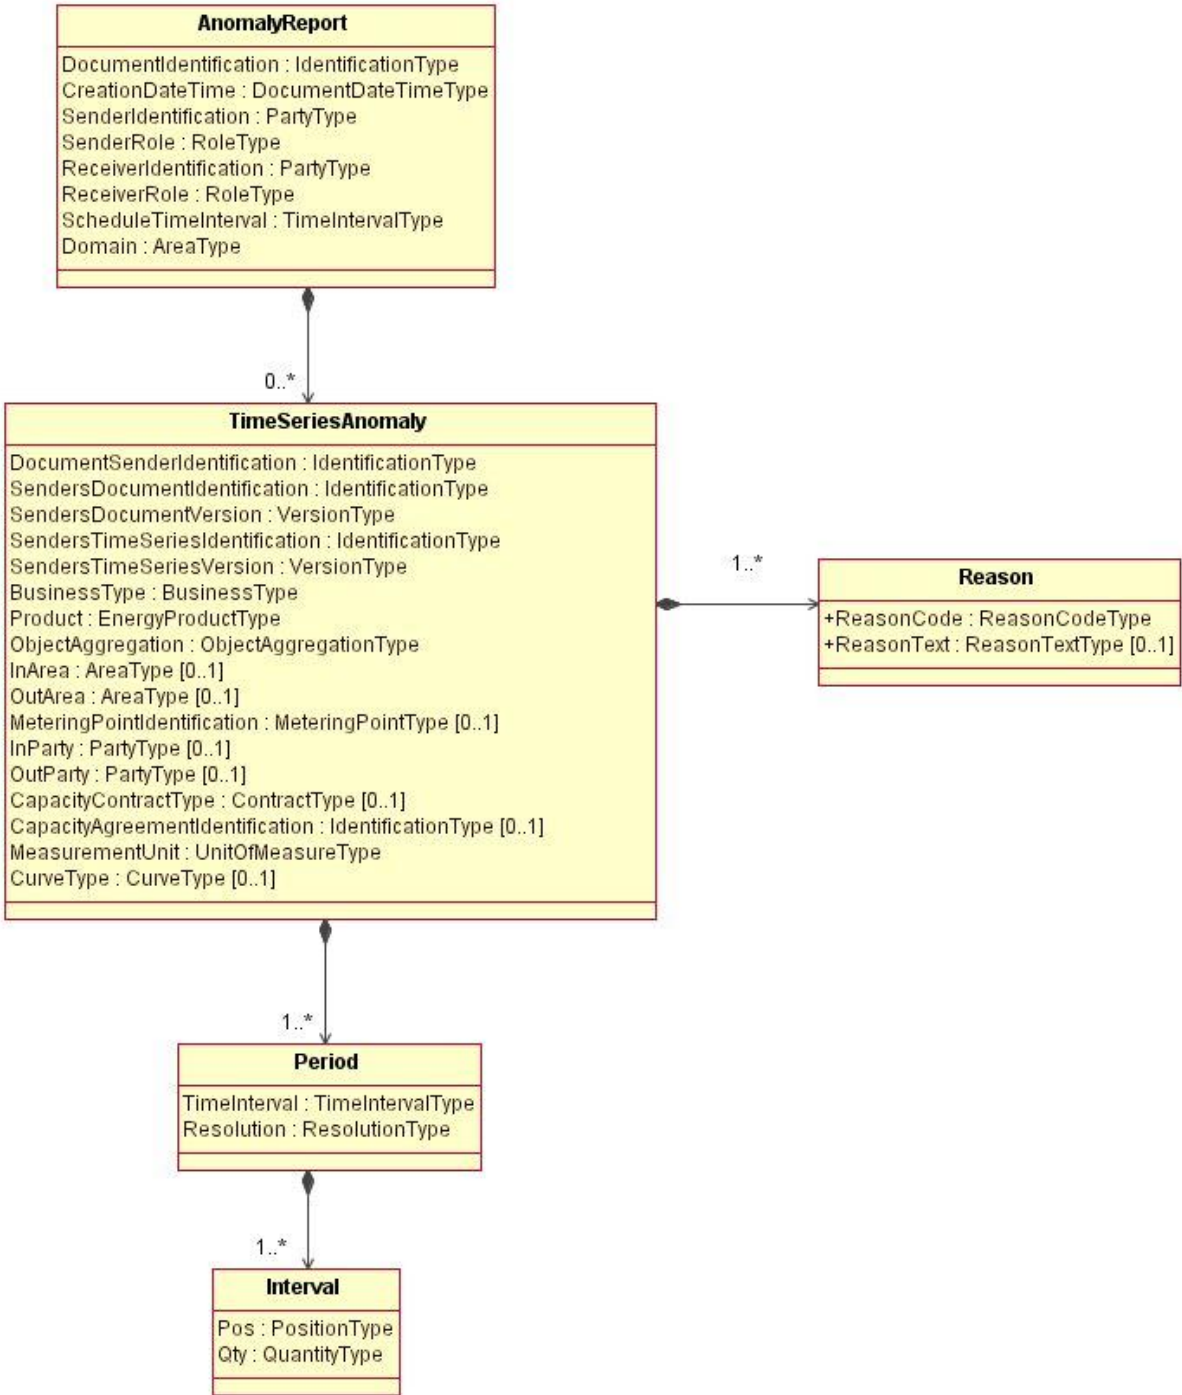 AnomalyReport
DocumentIdentification : IdentificationType
CreationDateTime : DocumentDateTimeType
SenderIdentification : PartyType
SenderRole : RoleType
ReceiverIdentification : PartyType
ReceiverRole : RoleType
ScheduleTimeInterval : TimeIntervalType
Domain : AreaType
0..*
TimeSeriesAnomaly
DocumentSenderIdentification : IdentificationType
SendersDocumentIdentification : IdentificationType
SendersDocumentVersion : VersionType
SendersTimeSeriesIdentification : IdentificationType
SendersTimeSeriesVersion : VersionType
BusinessType : BusinessType
Product : EnergyProductType
ObjectAggregation : ObjectAggregationType
InArea : AreaType [0..1]
OutArea : AreaType [0..1]
MeteringPointIdentification : MeteringPointType [0..1]
InParty : PartyType [0..1]
OutParty : PartyType [0..1]
CapacityContractType : ContractType [0..1]
CapacityAgreementIdentification : IdentificationType [0..1]
MeasurementUnit : UnitOfMeasureType
CurveType : CurveType [0..1]
1..*
Reason
+ReasonCode : ReasonCodeType
+ReasonText : ReasonTextType [0..1]
1..*
Period
TimeInterval : TimeIntervalType
Resolution : ResolutionType
1..*
Interval
Pos : PositionType
Qty : QuantityType